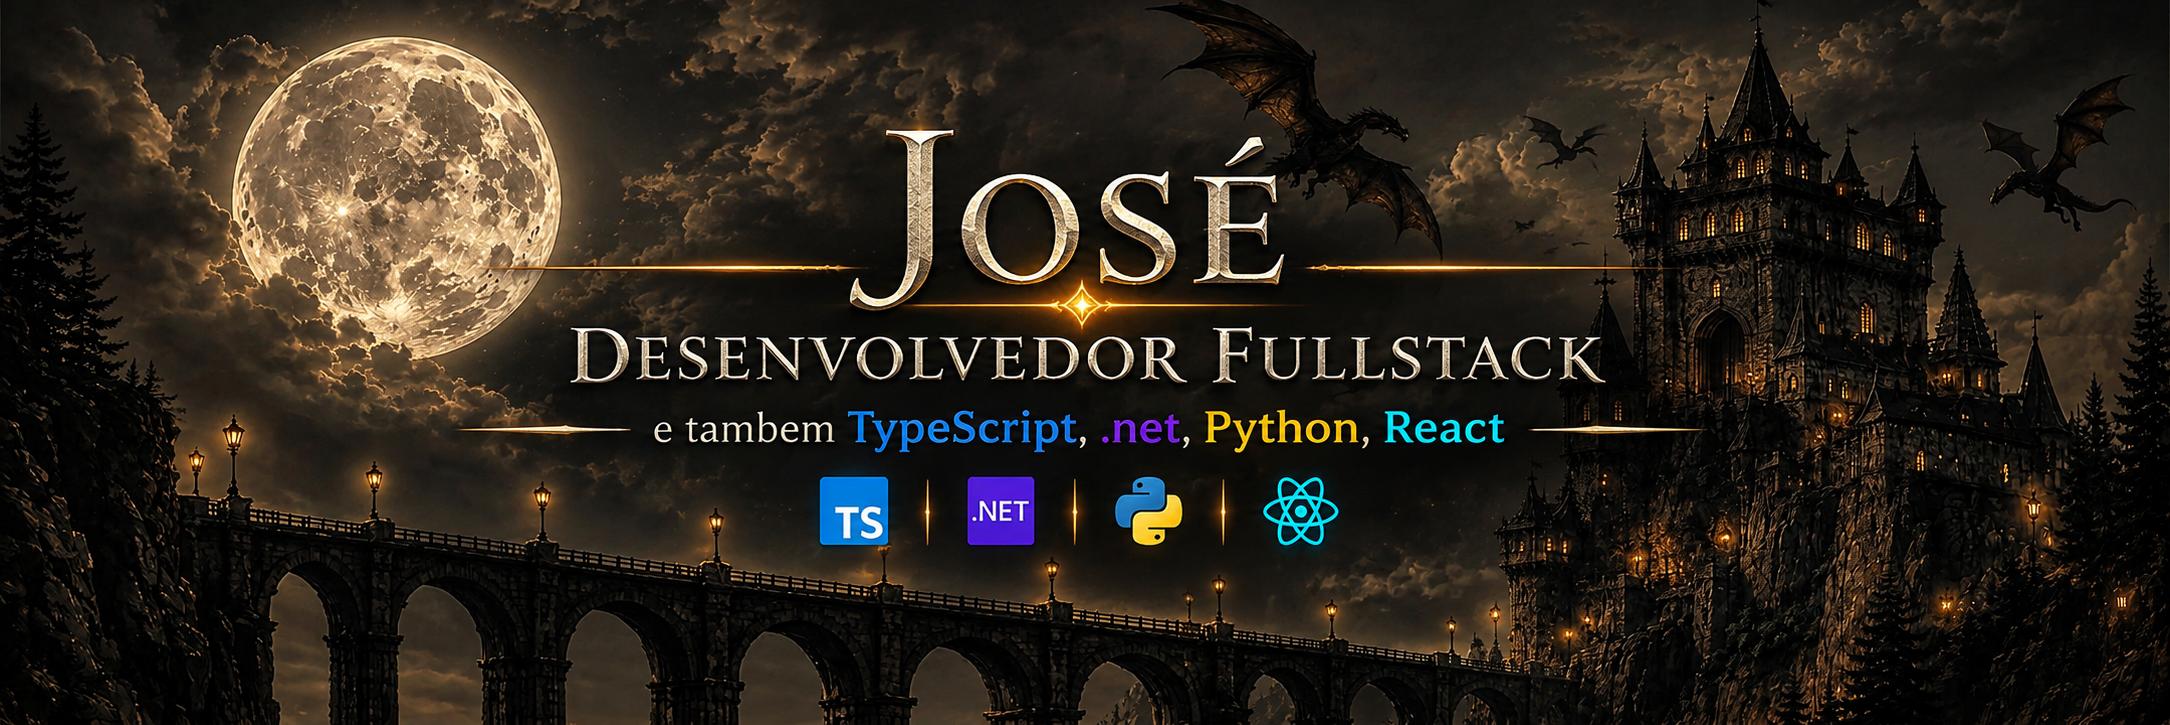 José
Desenvolvedor Fullstack
e tambem TypeScript, .net, Python, React
TS .NET